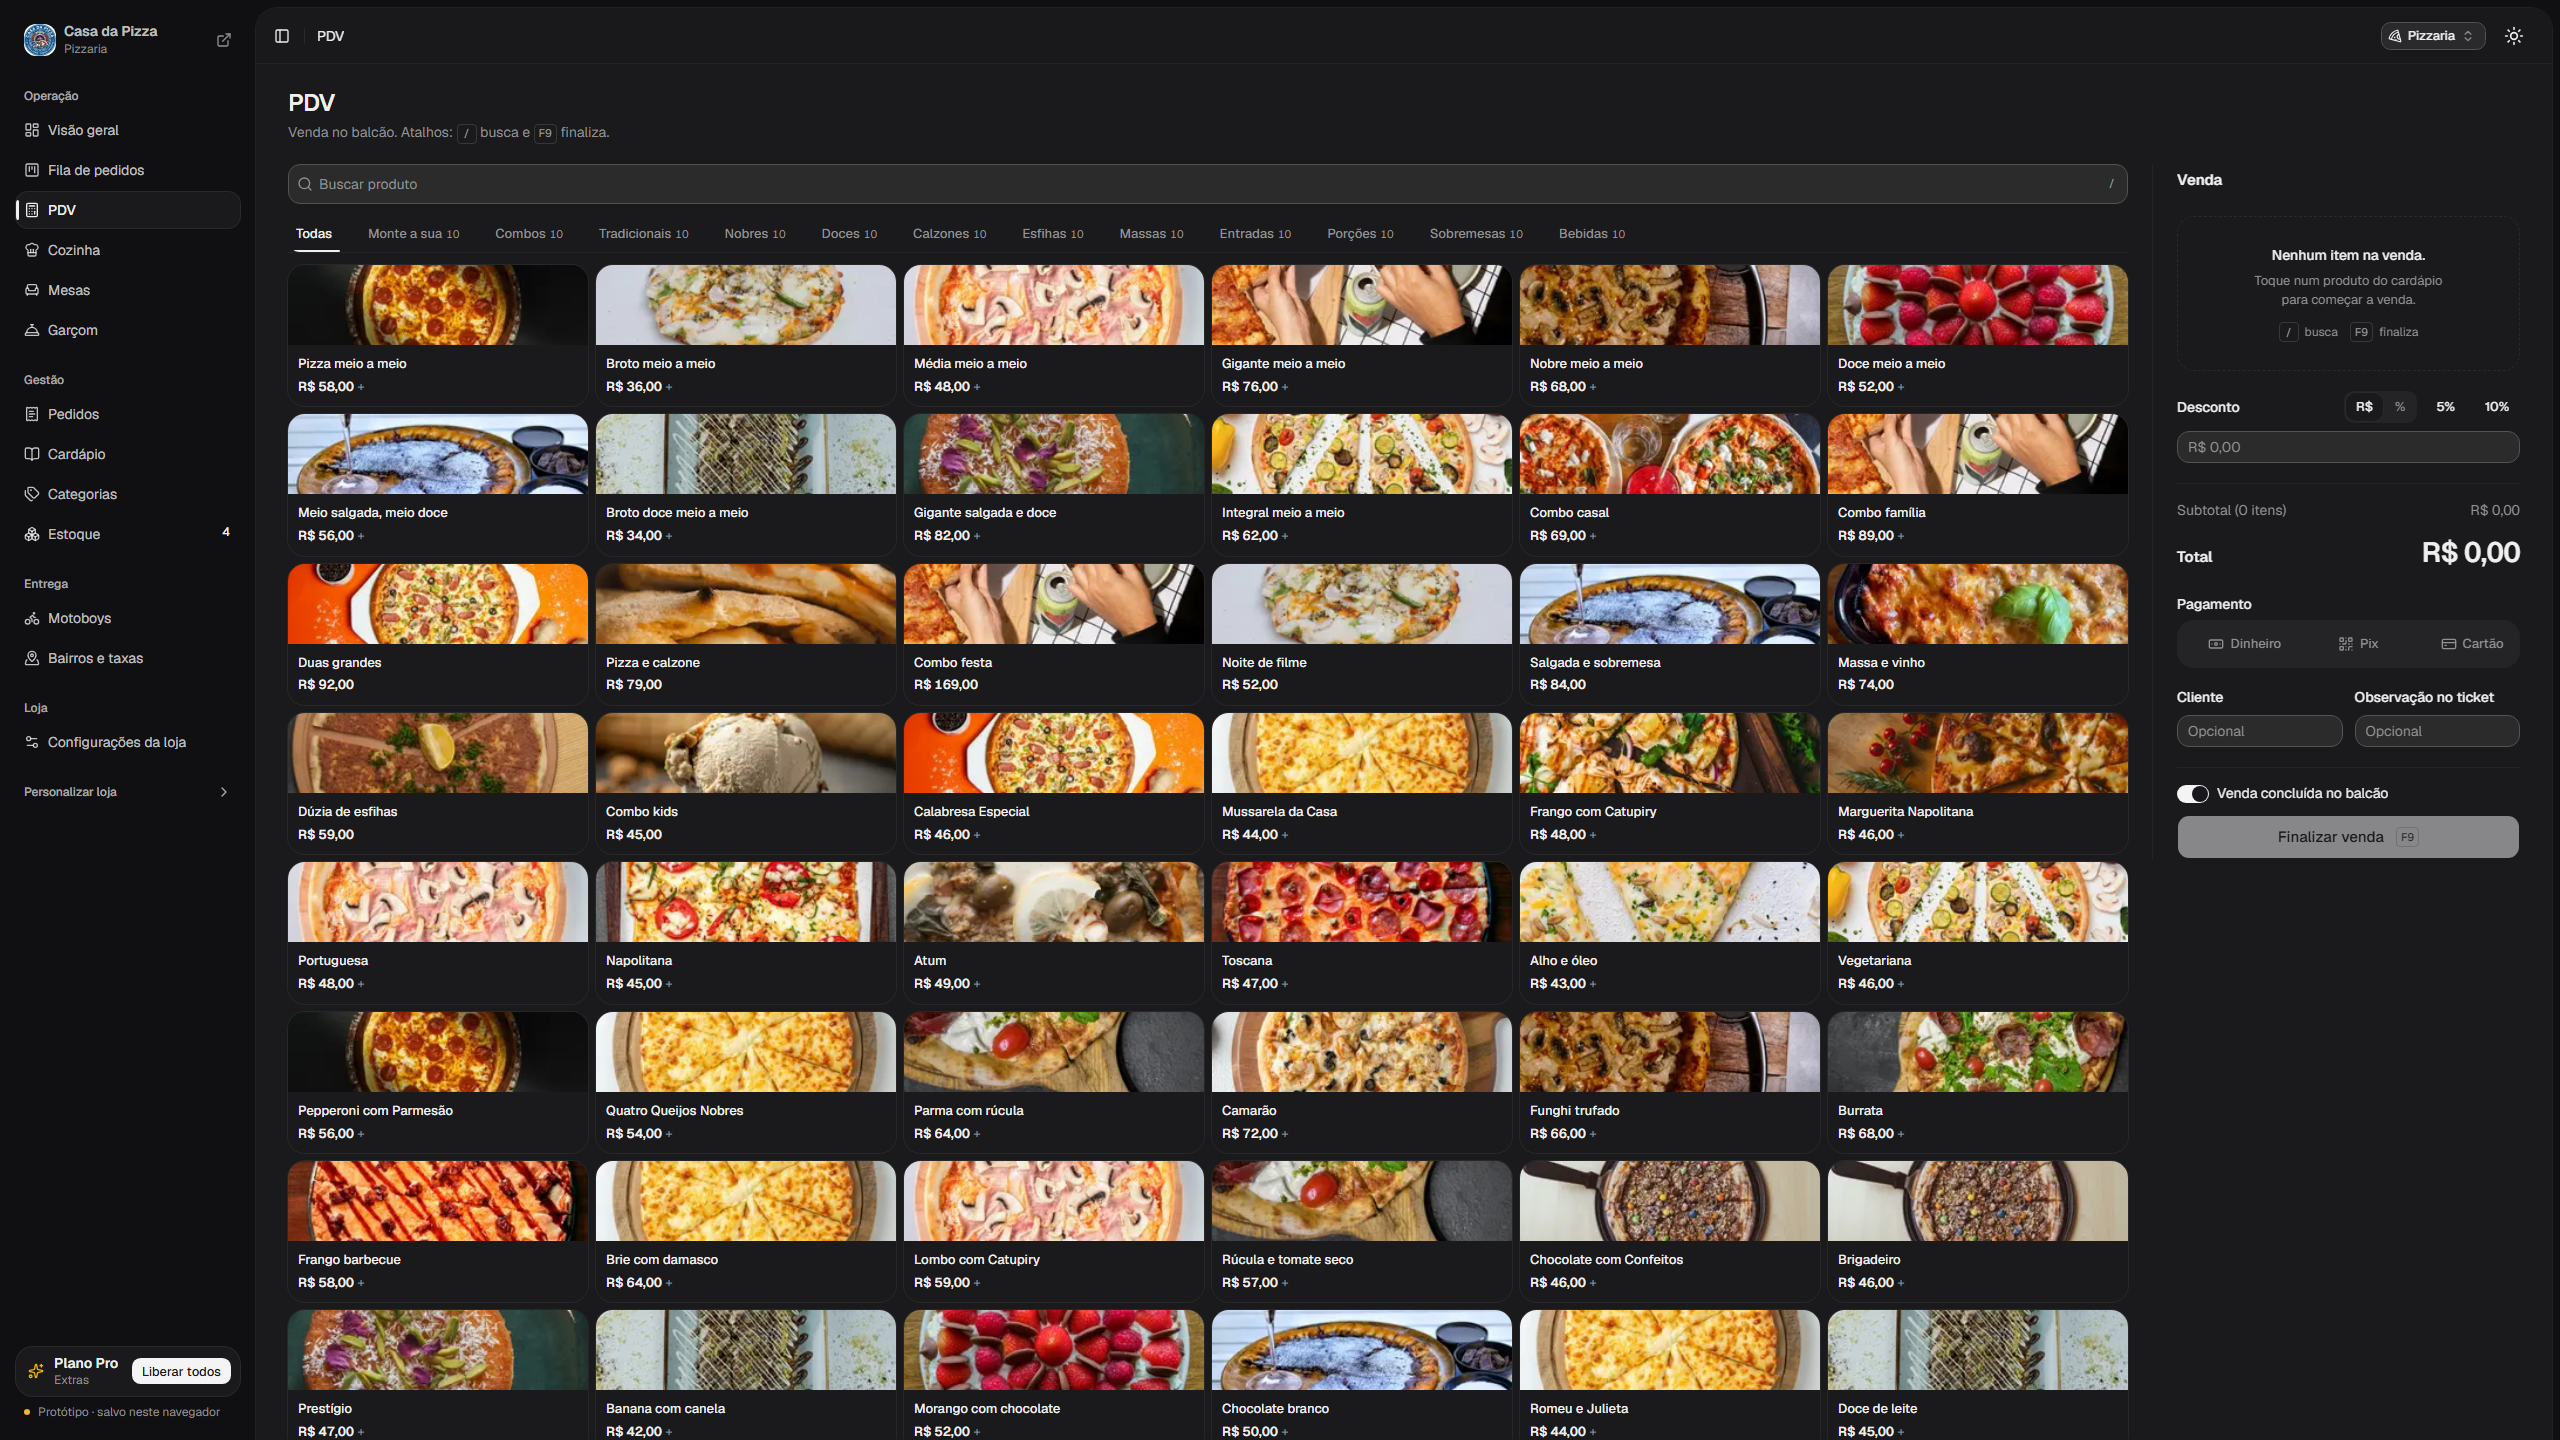 Casa da Pizza
Pizzaria
Operação
Visão geral
Fila de pedidos
PDV
Cozinha
Mesas
Garçom
Gestão
Pedidos
Cardápio
Categorias
Estoque 4
Entrega
Motoboys
Bairros e taxas
Loja
Configurações da loja
Personalizar loja
Plano Pro
Extras
Liberar todos
Protótipo · salvo neste navegador
PDV
Pizzaria
PDV
Venda no balcão. Atalhos: / busca e F9 finaliza.
Buscar produto /
Todas Monte a sua 10 Combos 10 Tradicionais 10 Nobres 10 Doces 10 Calzones 10 Esfihas 10 Massas 10 Entradas 10 Porções 10 Sobremesas 10 Bebidas 10
Pizza meio a meio
R$ 58,00 +
Broto meio a meio
R$ 36,00 +
Média meio a meio
R$ 48,00 +
Gigante meio a meio
R$ 76,00 +
Nobre meio a meio
R$ 68,00 +
Doce meio a meio
R$ 52,00 +
Meio salgada, meio doce
R$ 56,00 +
Broto doce meio a meio
R$ 34,00 +
Gigante salgada e doce
R$ 82,00 +
Integral meio a meio
R$ 62,00 +
Combo casal
R$ 69,00 +
Combo família
R$ 89,00 +
Duas grandes
R$ 92,00
Pizza e calzone
R$ 79,00
Combo festa
R$ 169,00
Noite de filme
R$ 52,00
Salgada e sobremesa
R$ 84,00
Massa e vinho
R$ 74,00
Dúzia de esfihas
R$ 59,00
Combo kids
R$ 45,00
Calabresa Especial
R$ 46,00 +
Mussarela da Casa
R$ 44,00 +
Frango com Catupiry
R$ 48,00 +
Marguerita Napolitana
R$ 46,00 +
Portuguesa
R$ 48,00 +
Napolitana
R$ 45,00 +
Atum
R$ 49,00 +
Toscana
R$ 47,00 +
Alho e óleo
R$ 43,00 +
Vegetariana
R$ 46,00 +
Pepperoni com Parmesão
R$ 56,00 +
Quatro Queijos Nobres
R$ 54,00 +
Parma com rúcula
R$ 64,00 +
Camarão
R$ 72,00 +
Funghi trufado
R$ 66,00 +
Burrata
R$ 68,00 +
Frango barbecue
R$ 58,00 +
Brie com damasco
R$ 64,00 +
Lombo com Catupiry
R$ 59,00 +
Rúcula e tomate seco
R$ 57,00 +
Chocolate com Confeitos
R$ 46,00 +
Brigadeiro
R$ 46,00 +
Prestígio
R$ 47,00 +
Banana com canela
R$ 42,00 +
Morango com chocolate
R$ 52,00 +
Chocolate branco
R$ 50,00 +
Romeu e Julieta
R$ 44,00 +
Doce de leite
R$ 45,00 +
Venda
Nenhum item na venda.
Toque num produto do cardápio
para começar a venda.
/ busca F9 finaliza
Desconto R$ % 5% 10%
R$ 0,00
Subtotal (0 itens) R$ 0,00
Total R$ 0,00
Pagamento
Dinheiro Pix Cartão
Cliente Observação no ticket
Opcional Opcional
Venda concluída no balcão
Finalizar venda F9